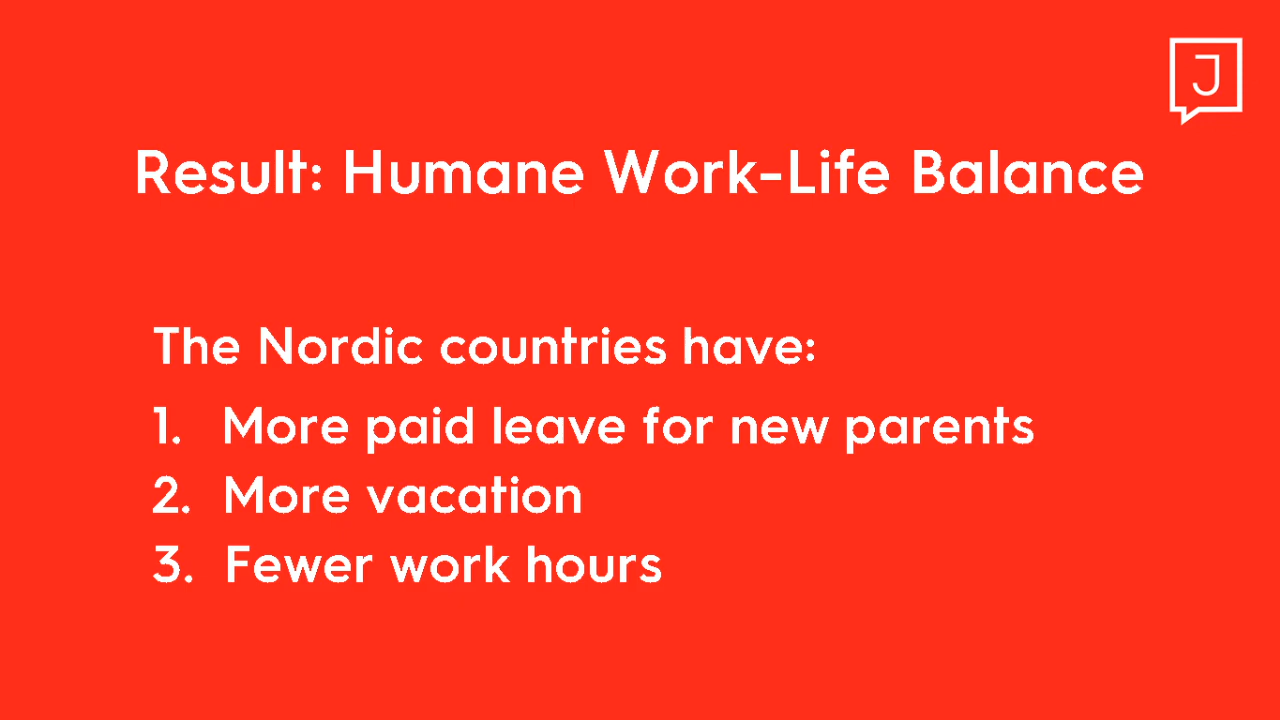 J
Result: Humane Work-Life Balance
The Nordic countries have:
1. More paid leave for new parents
2. More vacation
3. Fewer work hours